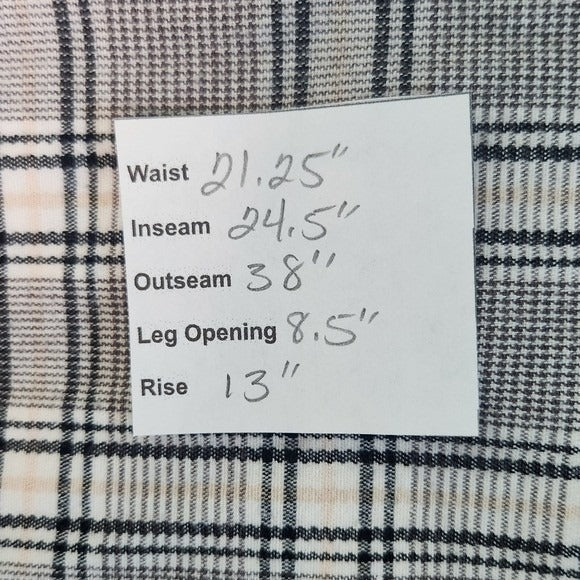 Waist 21.25"
Inseam 24.5"
Outseam 38"
Leg Opening 8.5"
Rise 13"